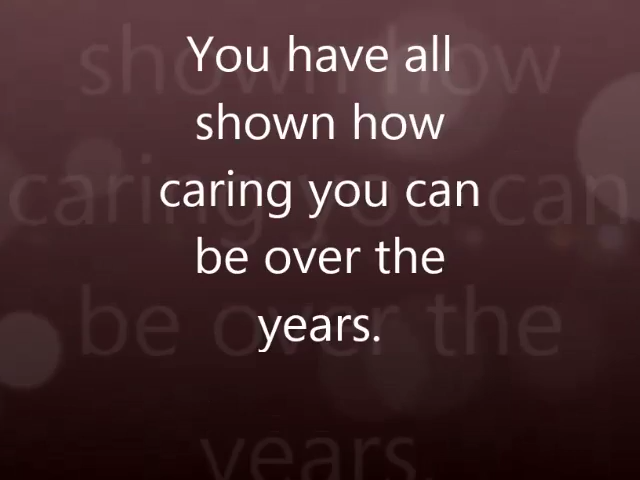 You have all
shown how
caring you can
be over the
years.